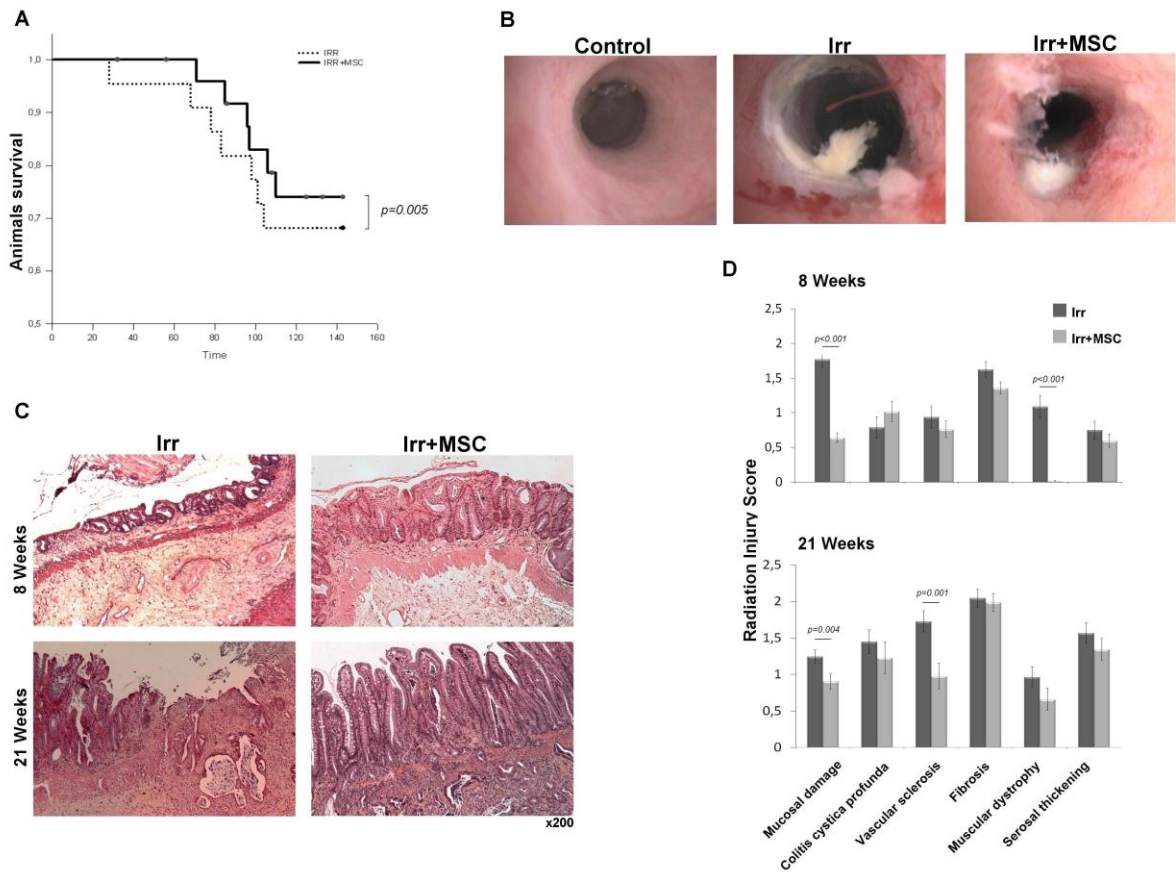 A
IRR
IRR+MSC
1,0
0,9
0,8
0,7
0,6
0,5
Animals survival
p=0.005
0 20 40 60 80 100 120 140 160
Time
B
Control
Irr
Irr+MSC
C
Irr
Irr+MSC
8 Weeks
21 Weeks
x200
D
8 Weeks
Irr
Irr+MSC
2,5
2
1,5
1
0,5
0
p<0.001
p<0.001
Radiation Injury Score
21 Weeks
2,5
2
1,5
1
0,5
0
p=0.004
p=0.001
Mucosal damage
Colitis cystica profunda
Vascular sclerosis
Fibrosis
Muscular dystrophy
Serosal thickening